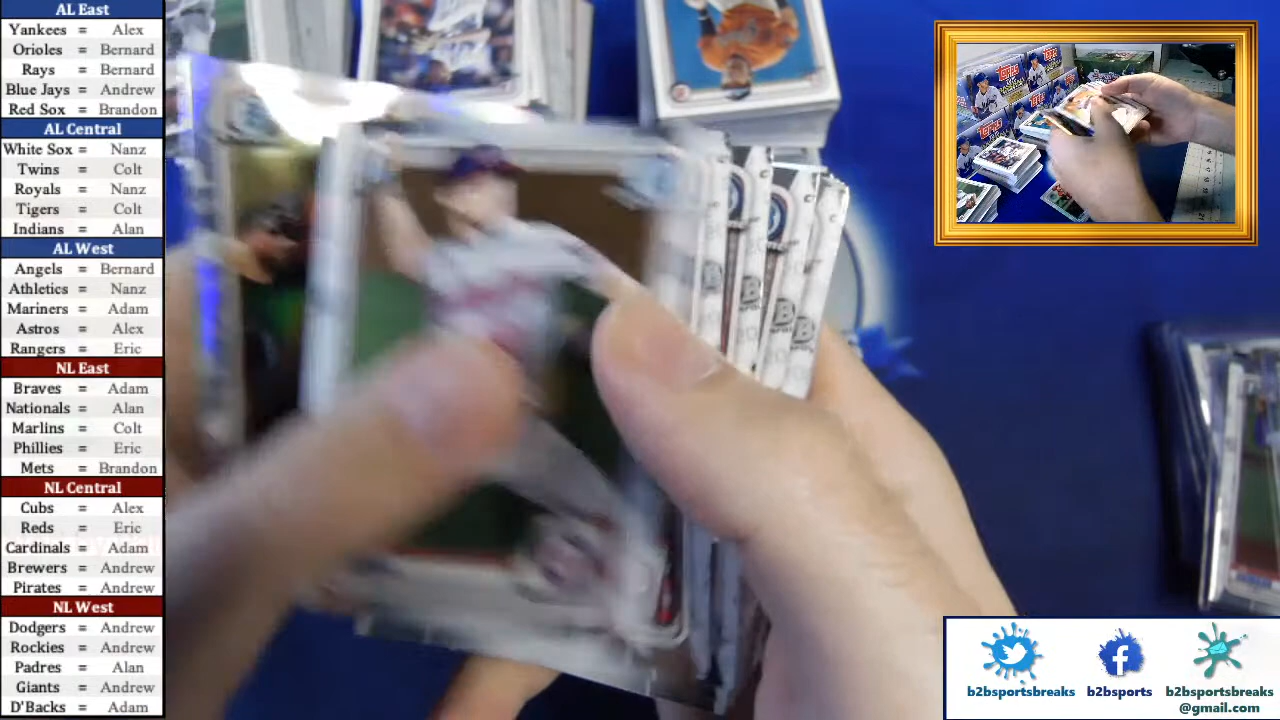 AL East
Yankees = Alex
Orioles = Bernard
Rays = Bernard
Blue Jays = Andrew
Red Sox = Brandon
AL Central
White Sox = Nanz
Twins = Colt
Royals = Nanz
Tigers = Colt
Indians = Alan
AL West
Angels = Bernard
Athletics = Nanz
Mariners = Adam
Astros = Alex
Rangers = Eric
NL East
Braves = Adam
Nationals = Alan
Marlins = Colt
Phillies = Eric
Mets = Brandon
NL Central
Cubs = Alex
Reds = Eric
Cardinals = Adam
Brewers = Andrew
Pirates = Andrew
NL West
Dodgers = Andrew
Rockies = Andrew
Padres = Alan
Giants = Andrew
D'Backs = Adam
Topps
Topps
Topps
b2bsportsbreaks
b2bsports
b2bsportsbreaks
@gmail.com